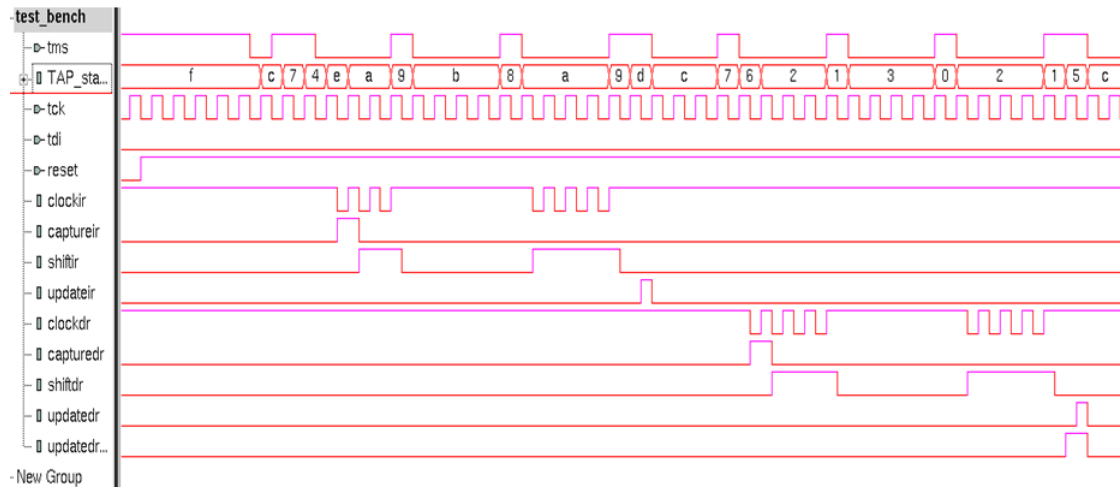 test_bench
tms
TAP_sta... f c 7 4 e a 9 b 8 a 9 d c 7 6 2 1 3 0 2 1 5 c
tck
tdi
reset
clockir
captureir
shiftir
updateir
clockdr
capturedr
shiftdr
updatedr
updatedr...
New Group